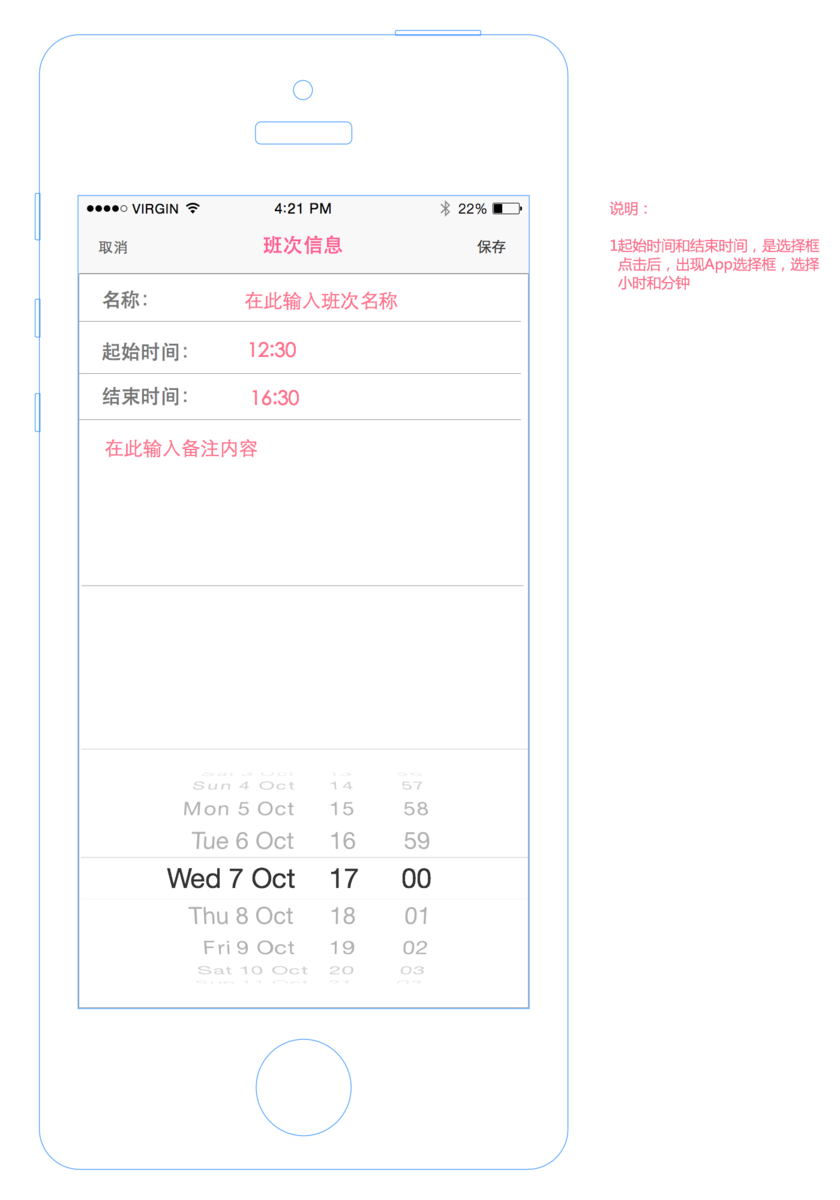 VIRGIN 4:21 PM 22%
取消 班次信息 保存
名称： 在此输入班次名称
起始时间： 12:30
结束时间： 16:30
在此输入备注内容
Sun 4 Oct 14 57
Mon 5 Oct 15 58
Tue 6 Oct 16 59
Wed 7 Oct 17 00
Thu 8 Oct 18 01
Fri 9 Oct 19 02
Sat 10 Oct 20 03
说明：
1起始时间和结束时间，是选择框
点击后，出现App选择框，选择
小时和分钟